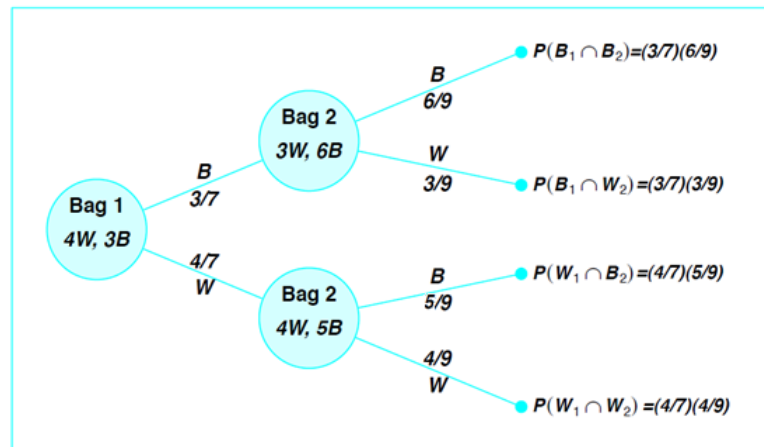 P(B₁ ∩ B₂)=(3/7)(6/9)
B
6/9
Bag 2
3W, 6B
W
3/9
P(B₁ ∩ W₂)=(3/7)(3/9)
B
3/7
Bag 1
4W, 3B
4/7
W
B
5/9
P(W₁ ∩ B₂)=(4/7)(5/9)
Bag 2
4W, 5B
4/9
W
P(W₁ ∩ W₂) =(4/7)(4/9)